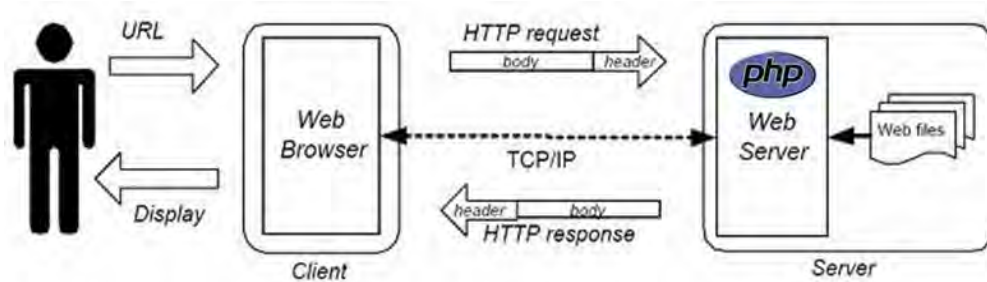 URL
Display
Web
Browser
Client
HTTP request
body
header
TCP/IP
header
body
HTTP response
php
Web
Server
Web files
Server